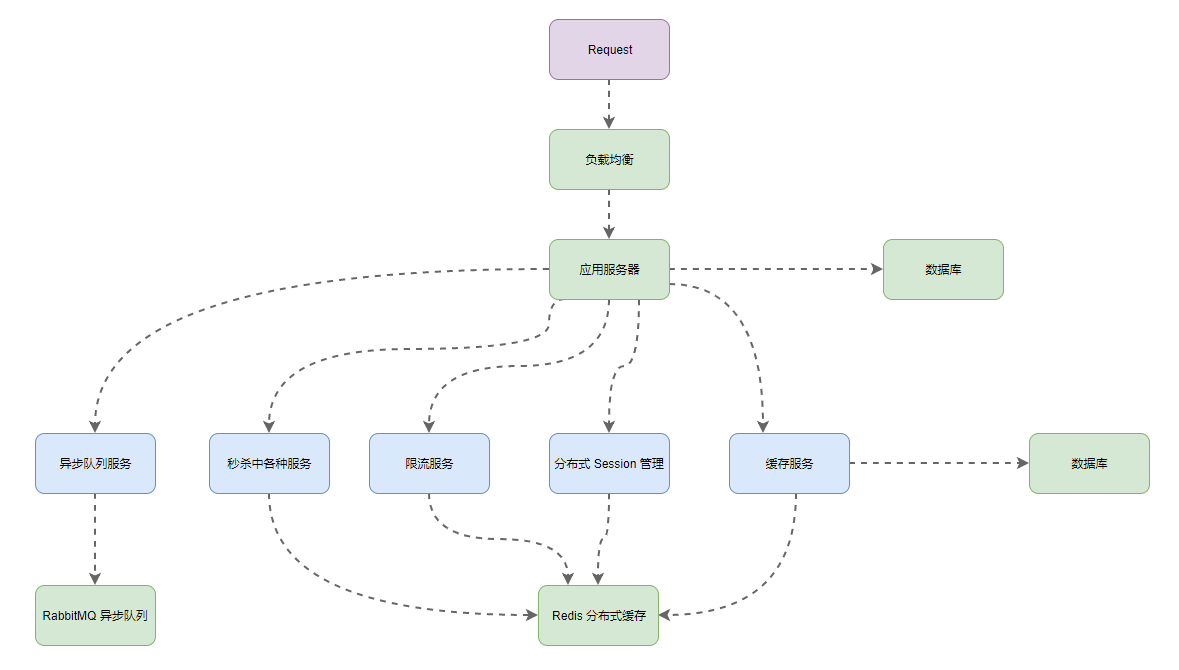 Request
负载均衡
应用服务器
数据库
异步队列服务
秒杀中各种服务
限流服务
分布式 Session 管理
缓存服务
数据库
RabbitMQ 异步队列
Redis 分布式缓存